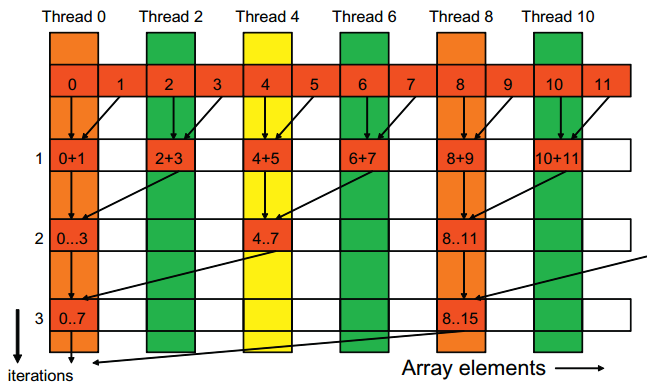 Thread 0 Thread 2 Thread 4 Thread 6 Thread 8 Thread 10
0 1 2 3 4 5 6 7 8 9 10 11
1 0+1 2+3 4+5 6+7 8+9 10+11
2 0...3 4..7 8..11
3 0..7 8..15
iterations Array elements